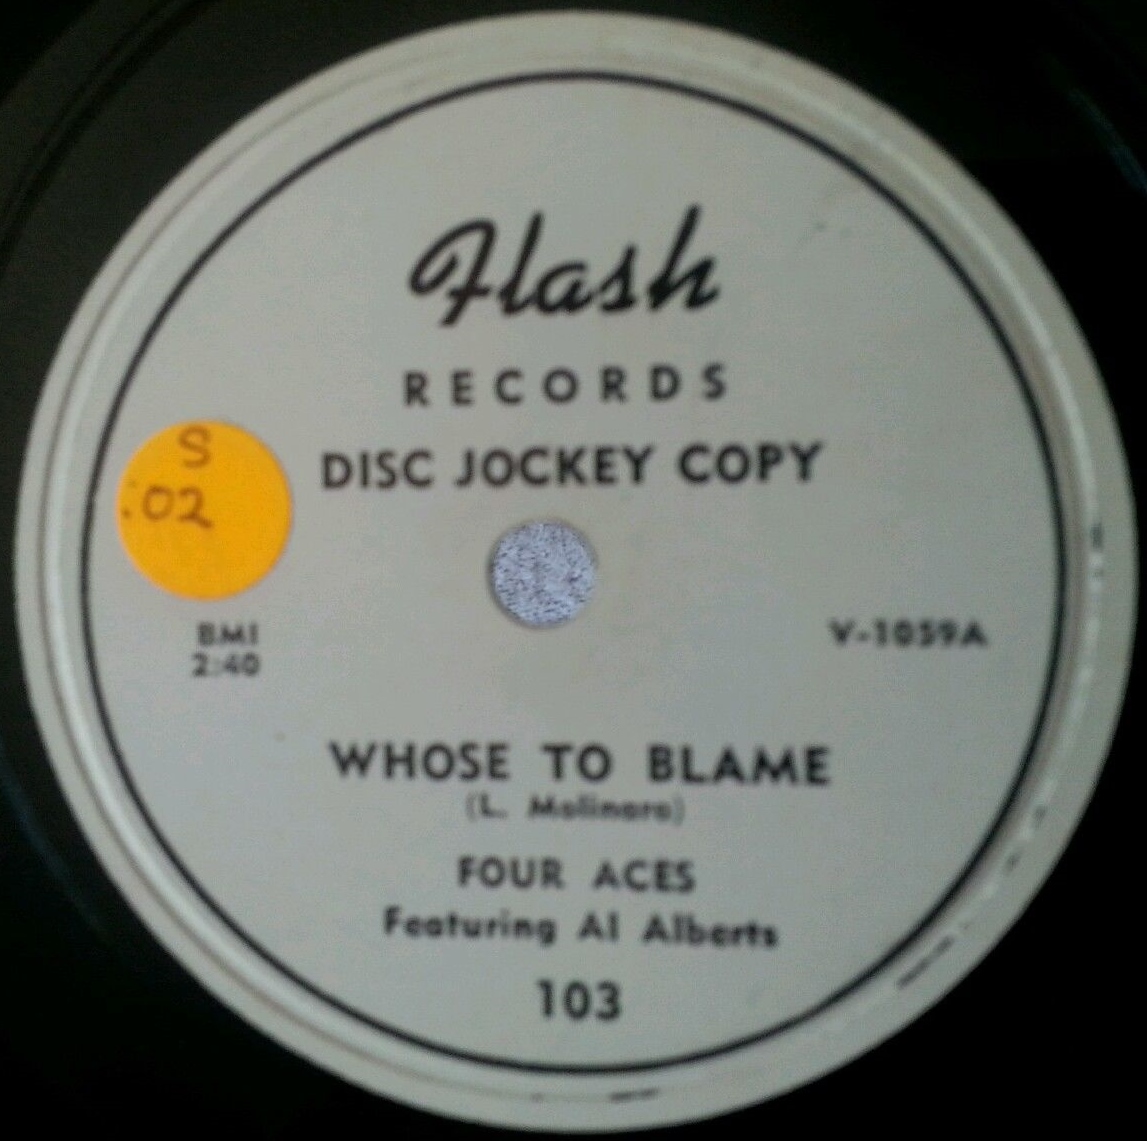 Flash
RECORDS
DISC JOCKEY COPY
S
.02
BMI
2:40
V-1059A
WHOSE TO BLAME
(L. Molinaro)
FOUR ACES
Featuring Al Alberts
103